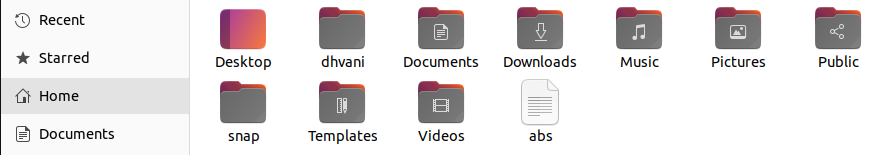 Recent
Starred
Home
Documents
Desktop dhvani Documents Downloads Music Pictures Public
snap Templates Videos abs